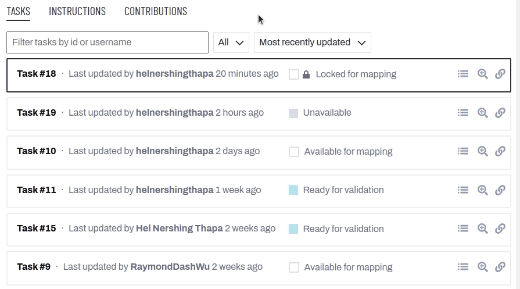 TASKS INSTRUCTIONS CONTRIBUTIONS
Filter tasks by id or username All Most recently updated
Task #18 · Last updated by helnershingthapa 20 minutes ago Locked for mapping
Task #19 · Last updated by helnershingthapa 2 hours ago Unavailable
Task #10 · Last updated by helnershingthapa 2 days ago Available for mapping
Task #11 · Last updated by helnershingthapa 1 week ago Ready for validation
Task #15 · Last updated by Hel Nershing Thapa 2 weeks ago Ready for validation
Task #9 · Last updated by RaymondDashWu 2 weeks ago Available for mapping